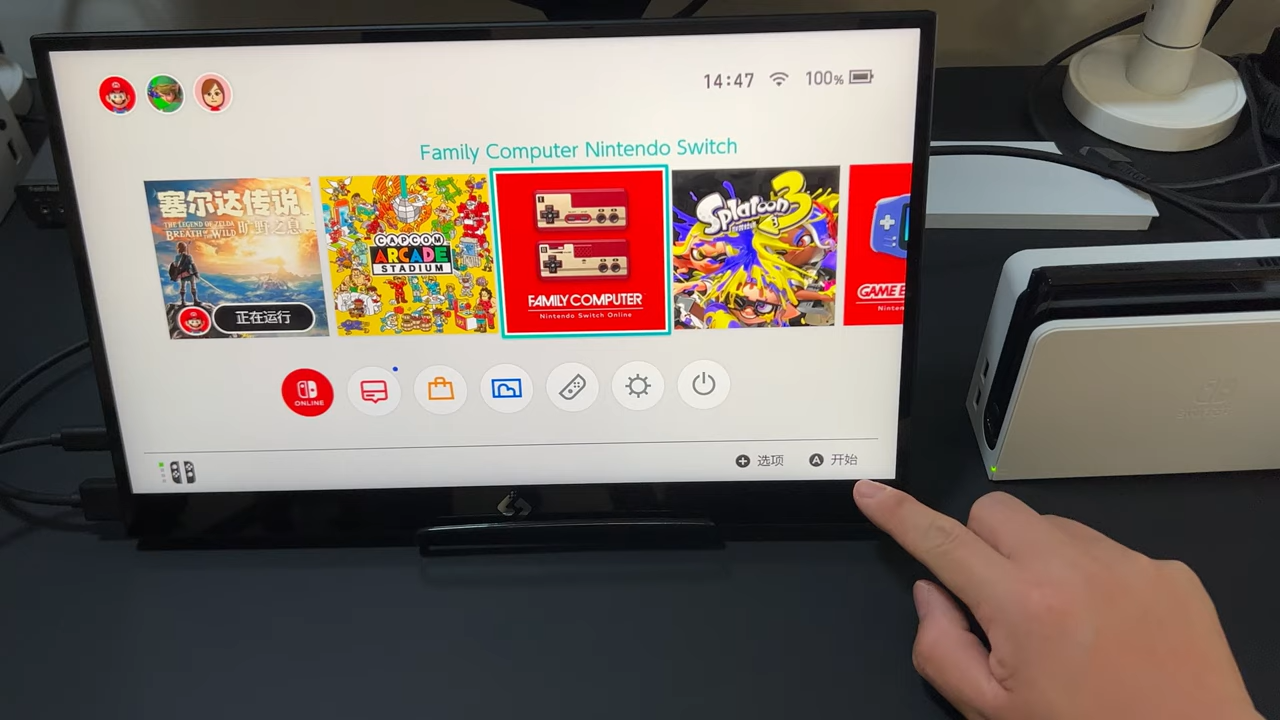 14:47
100%
Family Computer Nintendo Switch
塞尔达传说
THE LEGEND OF ZELDA
BREATH OF THE WILD 旷野之息
正在运行
CAPCOM
ARCADE
STADIUM
I
II
FAMILY COMPUTER
Nintendo Switch Online
Splatoon 3
GAME B
Ninten
ONLINE
+ 选项
A 开始